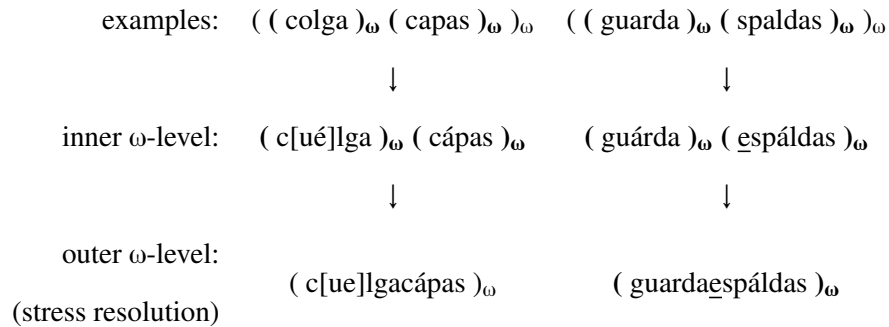 examples: ( ( colga )ω ( capas )ω )ω ( ( guarda )ω ( spaldas )ω )ω
↓ ↓
inner ω-level: ( c[ué]lga )ω ( cápas )ω ( guárda )ω ( espáldas )ω
↓ ↓
outer ω-level:
( c[ue]lgacápas )ω ( guardaespáldas )ω
(stress resolution)